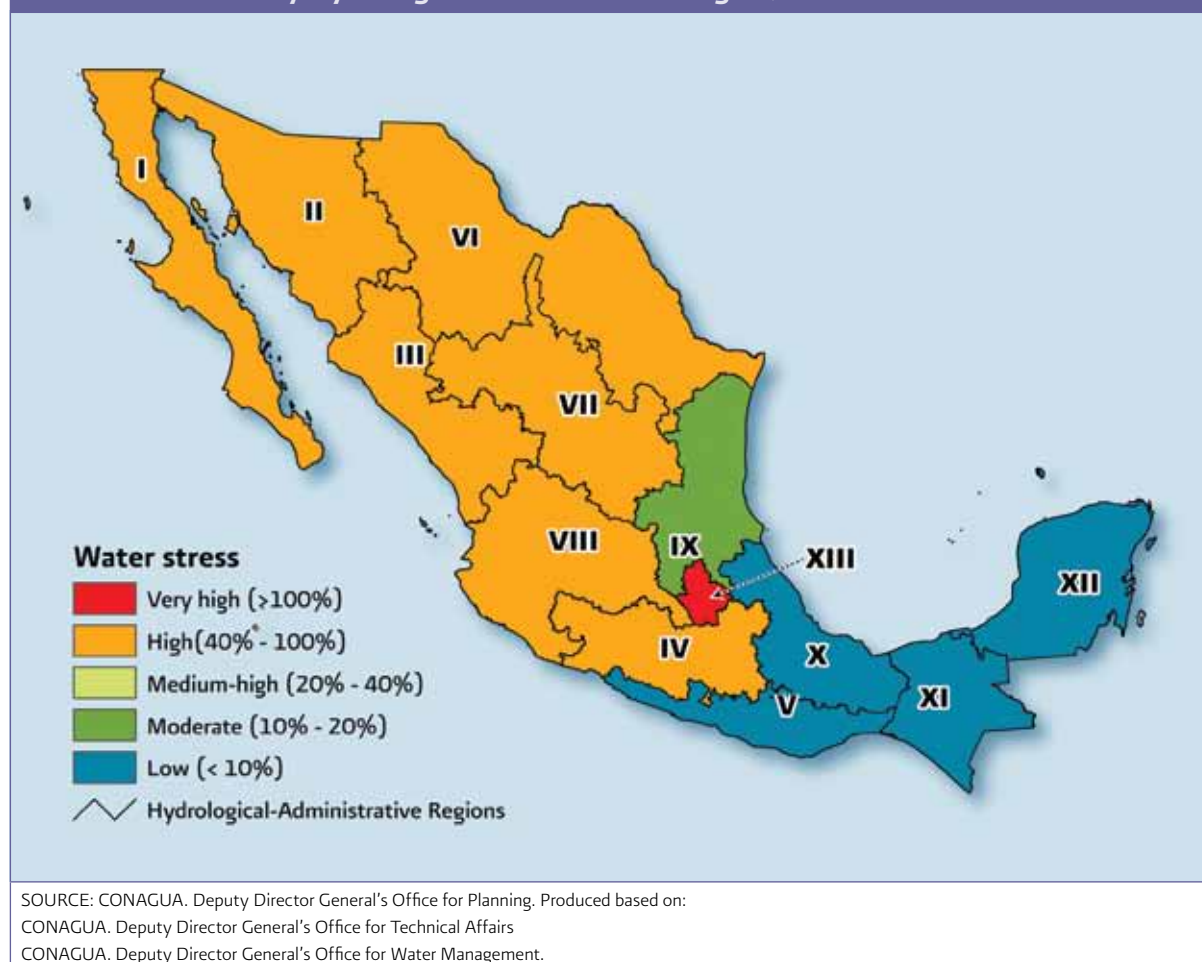 I
II
VI
III
VII
VIII
IX
XIII
XII
IV
X
V
XI
Water stress
Very high (>100%)
High(40%* - 100%)
Medium-high (20% - 40%)
Moderate (10% - 20%)
Low (< 10%)
Hydrological-Administrative Regions
SOURCE: CONAGUA. Deputy Director General's Office for Planning. Produced based on:
CONAGUA. Deputy Director General's Office for Technical Affairs
CONAGUA. Deputy Director General's Office for Water Management.